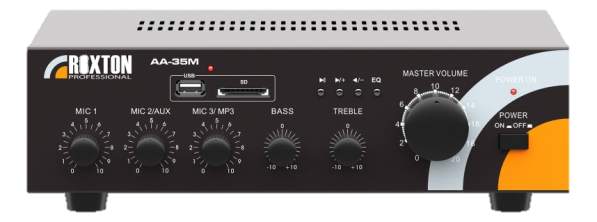 ROXTON
PROFESSIONAL
AA-35M
USB
SD
▶| ▶/+ ◀/− EQ
MASTER VOLUME
POWER ON
MIC 1
MIC 2/AUX
MIC 3/ MP3
BASS
TREBLE
POWER
ON OFF
0 1 2 3 4 5 6 7 8 9 10
0 1 2 3 4 5 6 7 8 9 10
0 1 2 3 4 5 6 7 8 9 10
0
-10 +10
0
-10 +10
0 2 4 6 8 10 12 14 16 18 20